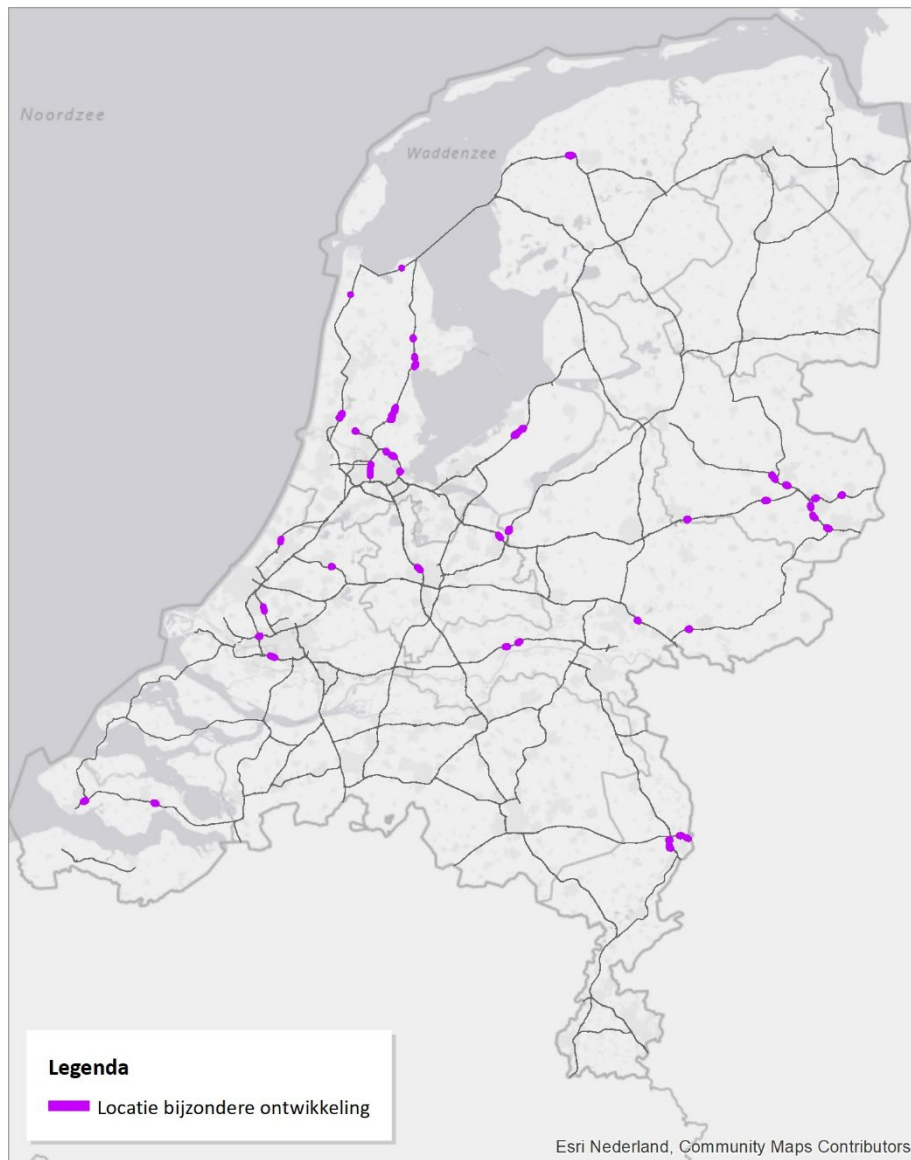 Noordzee
Waddenzee
Legenda
Locatie bijzondere ontwikkeling
Esri Nederland, Community Maps Contributors